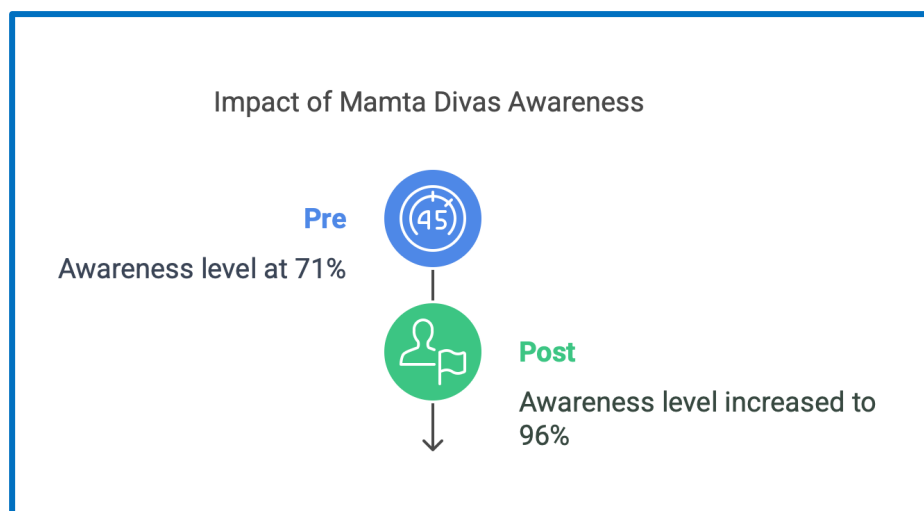 Impact of Mamta Divas Awareness
45
Pre
Awareness level at 71%
Post
Awareness level increased to
96%